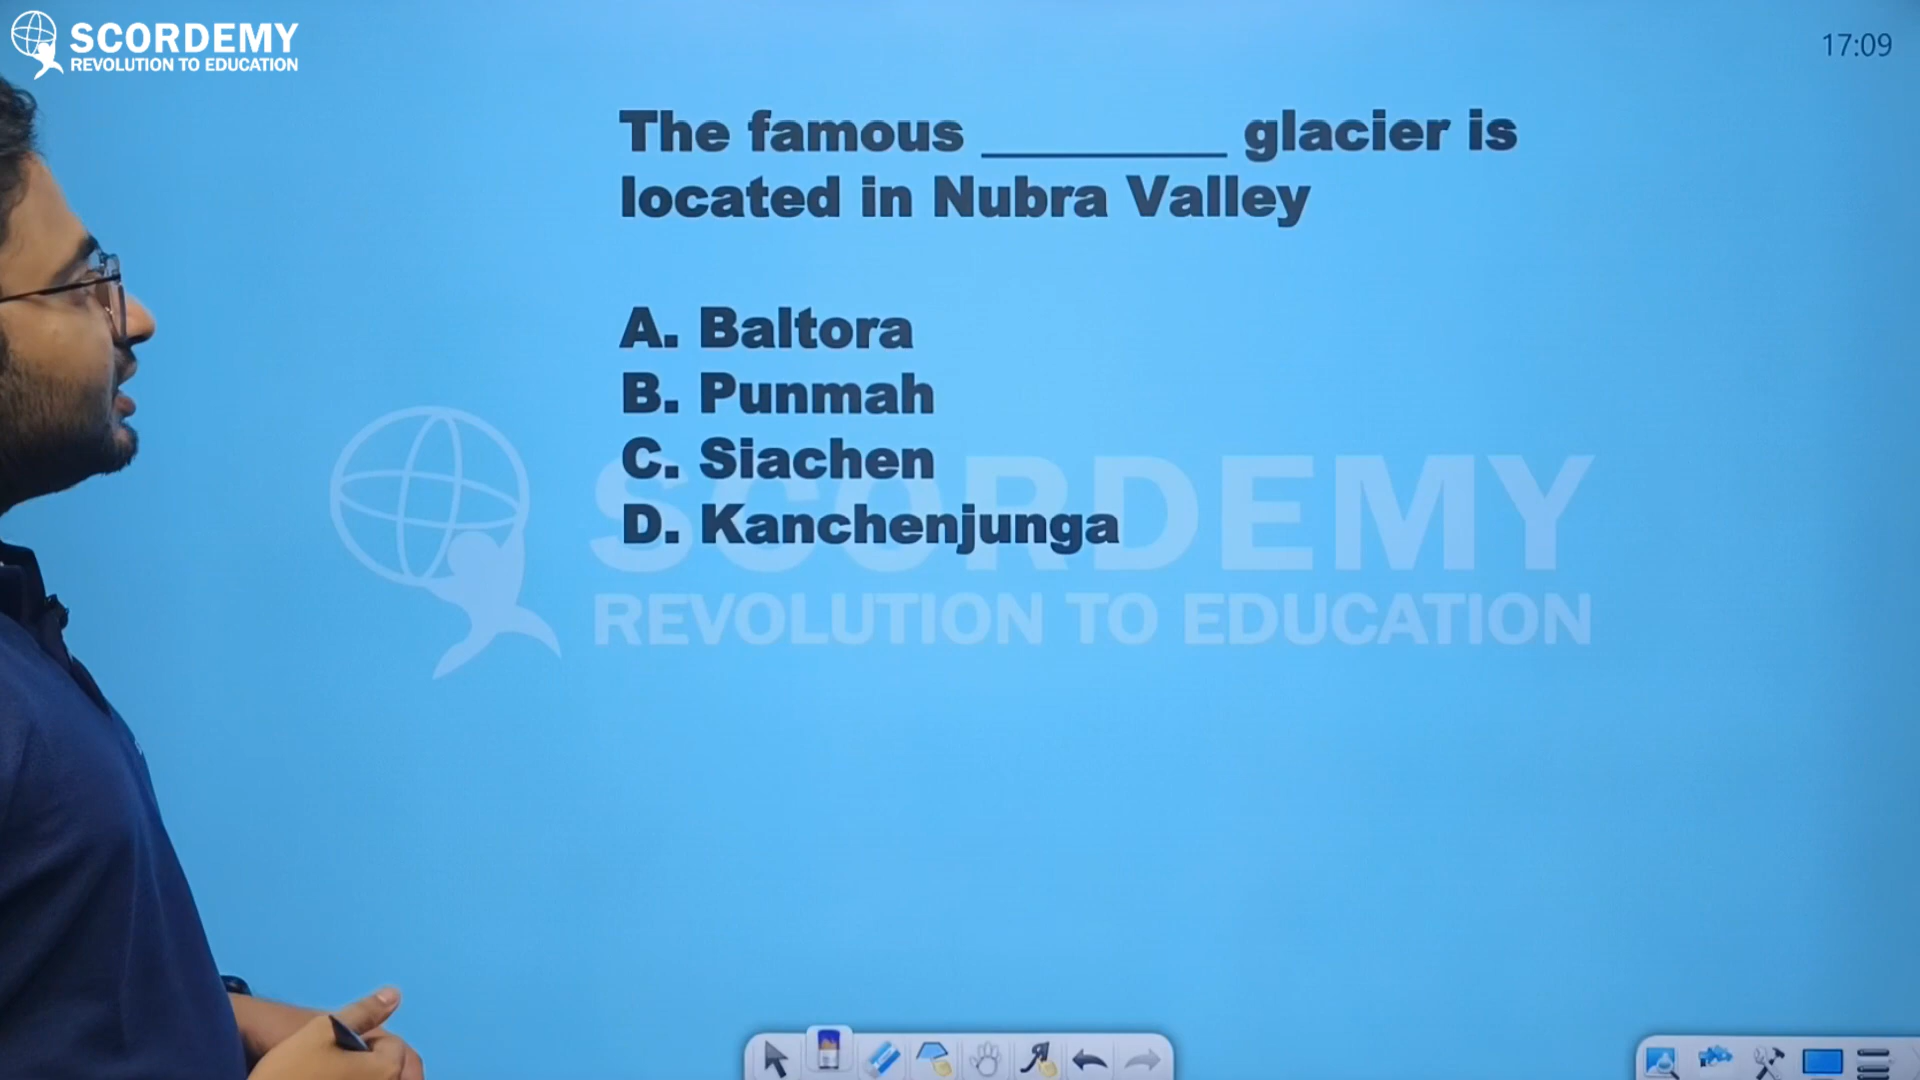 SCORDEMY
REVOLUTION TO EDUCATION
17:09
The famous ________ glacier is
located in Nubra Valley
A. Baltora
B. Punmah
C. Siachen
D. Kanchenjunga
SCORDEMY
REVOLUTION TO EDUCATION